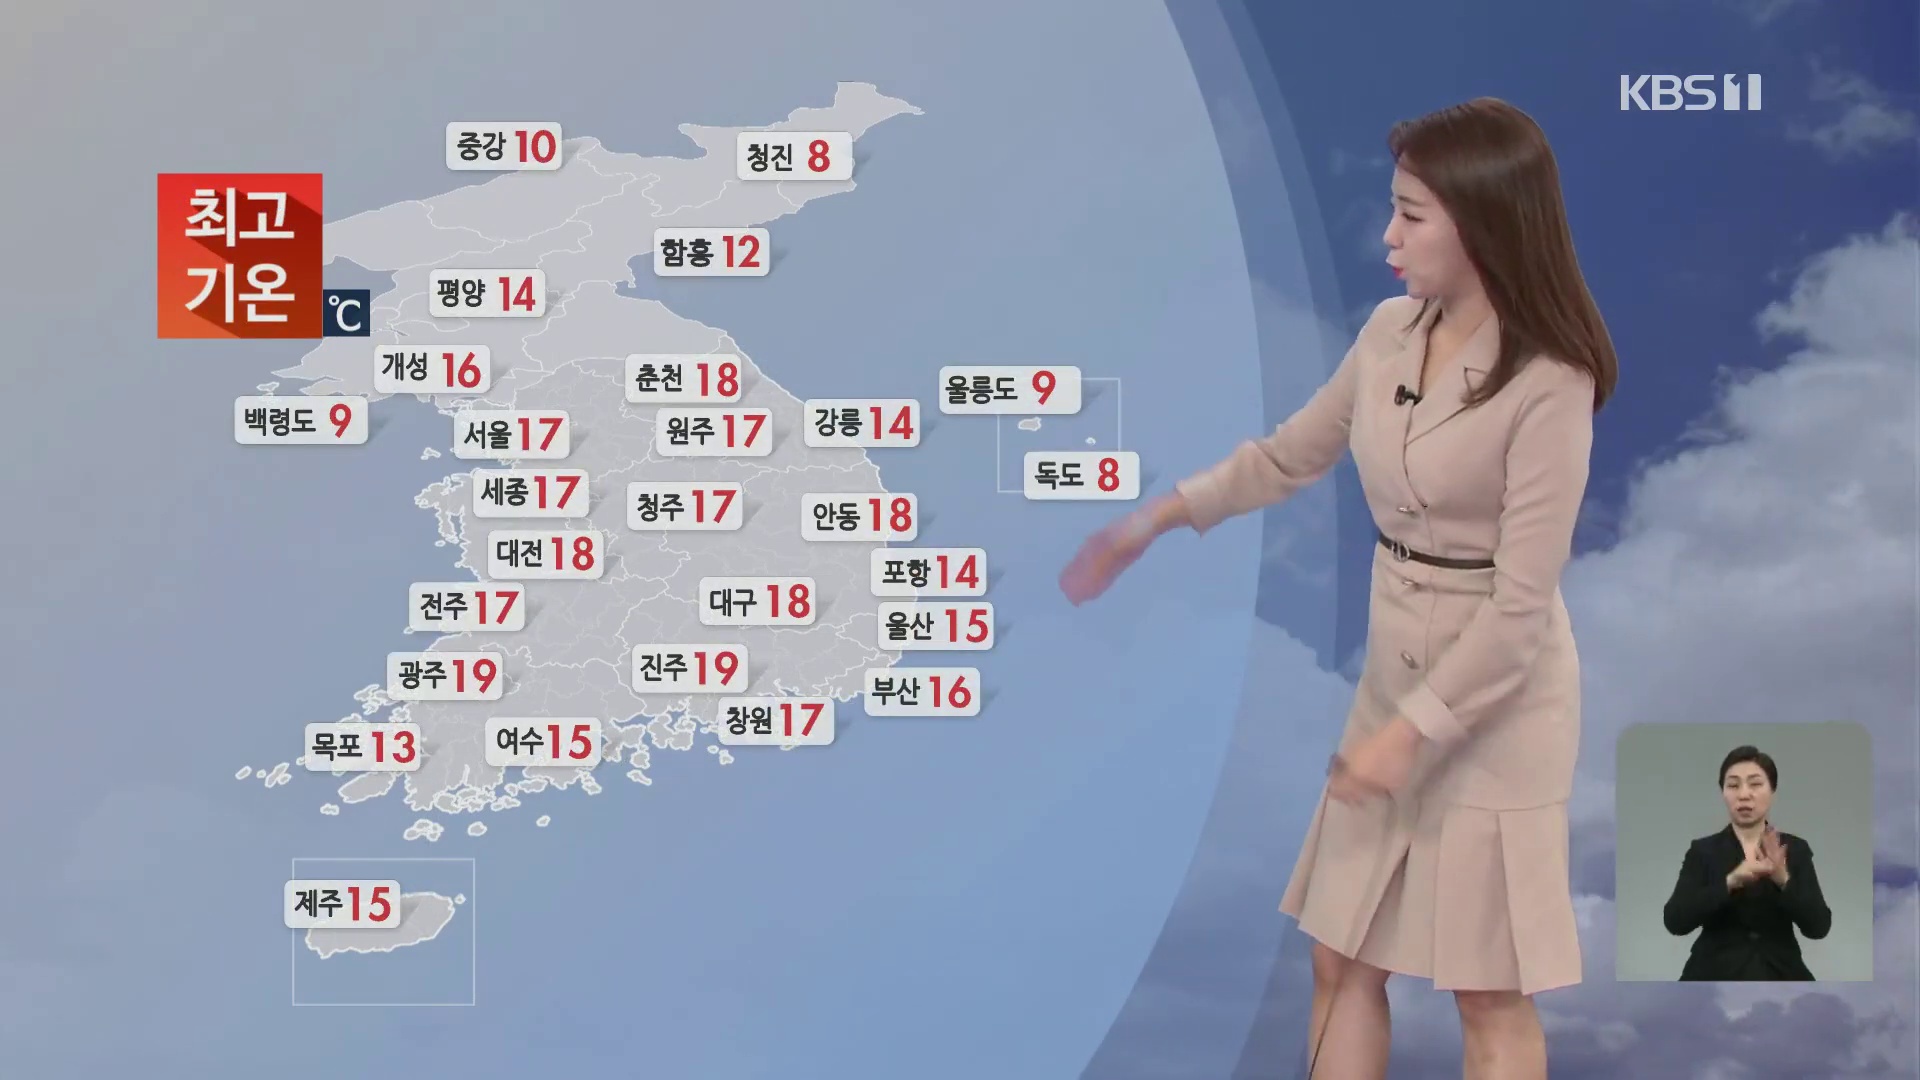 KBS 1
최고
기온
℃
중강 10
청진 8
함흥 12
평양 14
개성 16
춘천 18
백령도 9
서울 17
원주 17
강릉 14
울릉도 9
독도 8
세종 17
청주 17
안동 18
대전 18
포항 14
전주 17
대구 18
울산 15
광주 19
진주 19
부산 16
창원 17
목포 13
여수 15
제주 15